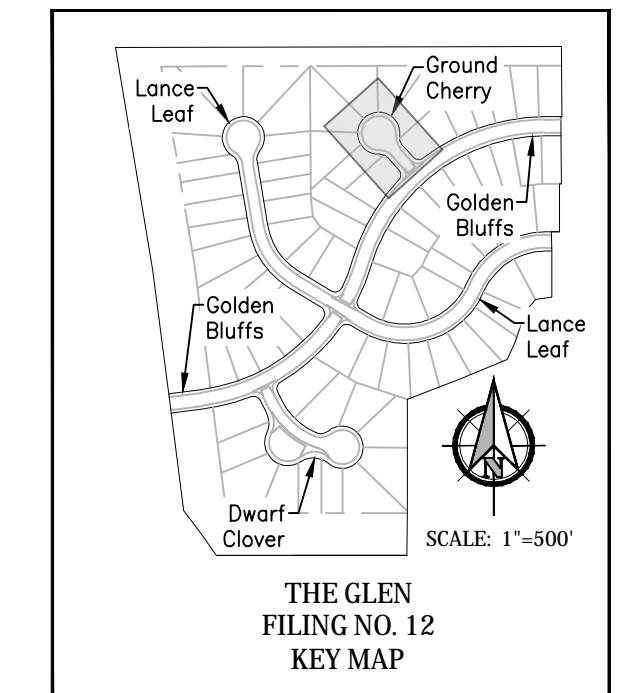 Ground
Cherry
Lance
Leaf
Golden
Bluffs
Golden
Bluffs
Lance
Leaf
N
Dwarf
Clover
SCALE: 1"=500'
THE GLEN
FILING NO. 12
KEY MAP